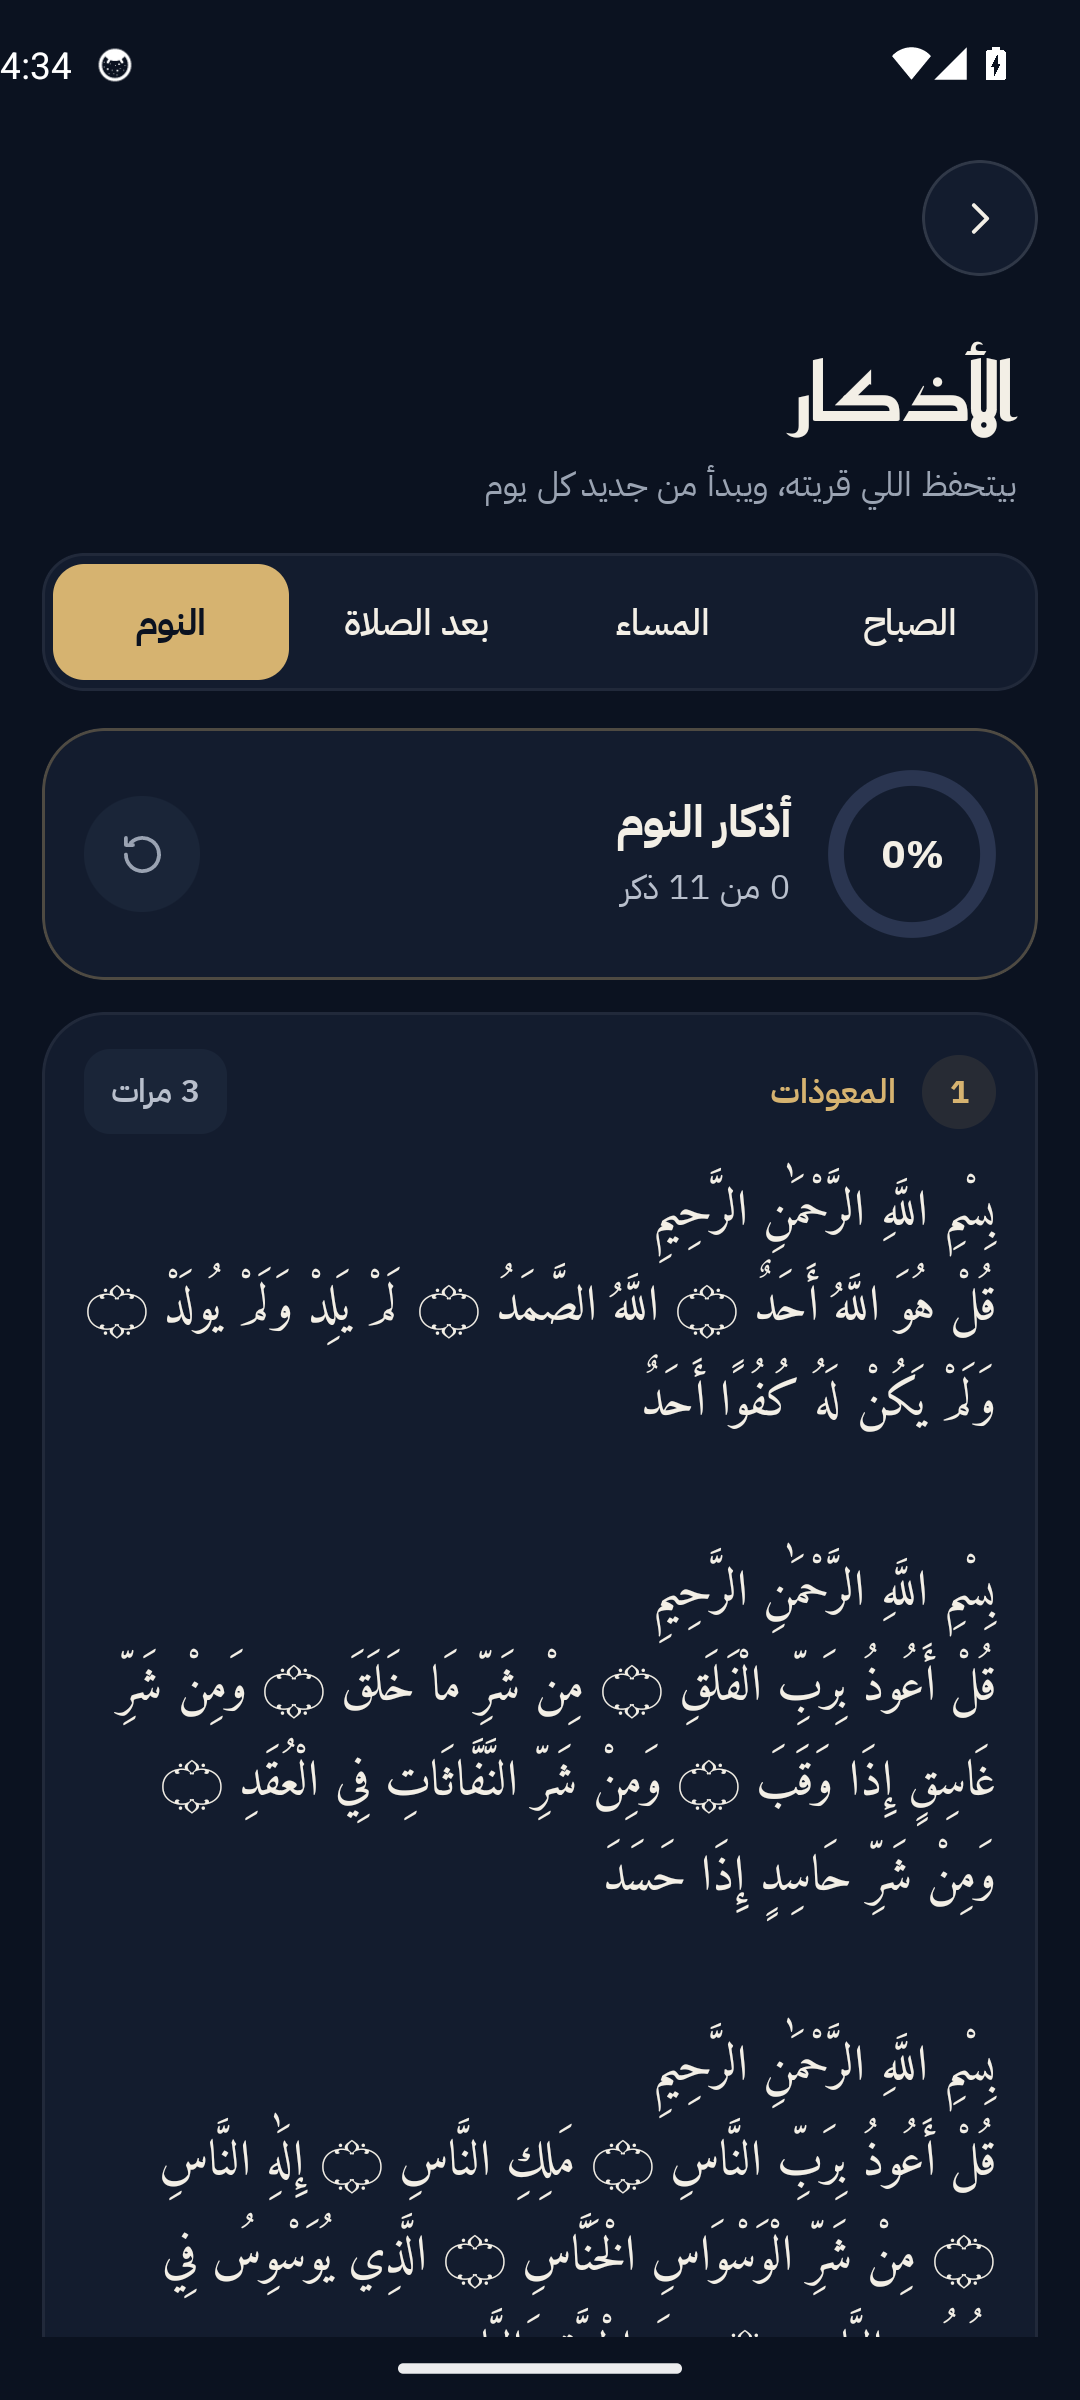 4:34
الأذكار
بيتحفظ اللي قريته، ويبدأ من جديد كل يوم
الصباح
المساء
بعد الصلاة
النوم
0%
أذكار النوم
0 من 11 ذكر
1
المعوذات
3 مرات
بِسْمِ اللَّهِ الرَّحْمَٰنِ الرَّحِيمِ
قُلْ هُوَ اللَّهُ أَحَدٌ ۝ اللَّهُ الصَّمَدُ ۝ لَمْ يَلِدْ وَلَمْ يُولَدْ ۝
وَلَمْ يَكُنْ لَهُ كُفُوًا أَحَدٌ
بِسْمِ اللَّهِ الرَّحْمَٰنِ الرَّحِيمِ
قُلْ أَعُوذُ بِرَبِّ الْفَلَقِ ۝ مِنْ شَرِّ مَا خَلَقَ ۝ وَمِنْ شَرِّ
غَاسِقٍ إِذَا وَقَبَ ۝ وَمِنْ شَرِّ النَّفَّاثَاتِ فِي الْعُقَدِ ۝
وَمِنْ شَرِّ حَاسِدٍ إِذَا حَسَدَ
بِسْمِ اللَّهِ الرَّحْمَٰنِ الرَّحِيمِ
قُلْ أَعُوذُ بِرَبِّ النَّاسِ ۝ مَلِكِ النَّاسِ ۝ إِلَٰهِ النَّاسِ
۝ مِنْ شَرِّ الْوَسْوَاسِ الْخَنَّاسِ ۝ الَّذِي يُوَسْوِسُ فِي